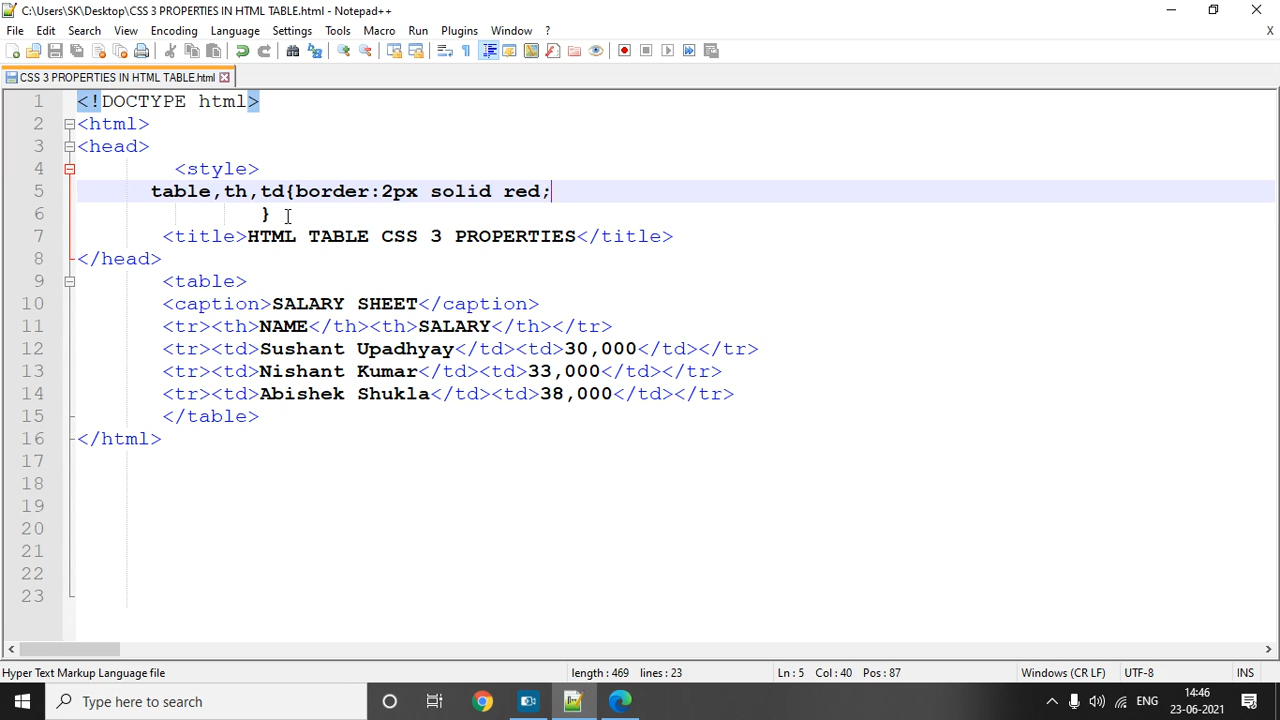 C:\Users\SK\Desktop\CSS 3 PROPERTIES IN HTML TABLE.html - Notepad++
File Edit Search View Encoding Language Settings Tools Macro Run Plugins Window ? X
CSS 3 PROPERTIES IN HTML TABLE.html
1 <!DOCTYPE html>
2 <html>
3 <head>
4 <style>
5 table,th,td{border:2px solid red;
6 }
7 <title>HTML TABLE CSS 3 PROPERTIES</title>
8 </head>
9 <table>
10 <caption>SALARY SHEET</caption>
11 <tr><th>NAME</th><th>SALARY</th></tr>
12 <tr><td>Sushant Upadhyay</td><td>30,000</td></tr>
13 <tr><td>Nishant Kumar</td><td>33,000</td></tr>
14 <tr><td>Abishek Shukla</td><td>38,000</td></tr>
15 </table>
16 </html>
17
18
19
20
21
22
23
Hyper Text Markup Language file length : 469 lines : 23 Ln : 5 Col : 40 Pos : 87 Windows (CR LF) UTF-8 INS
Type here to search ENG 14:46
23-06-2021